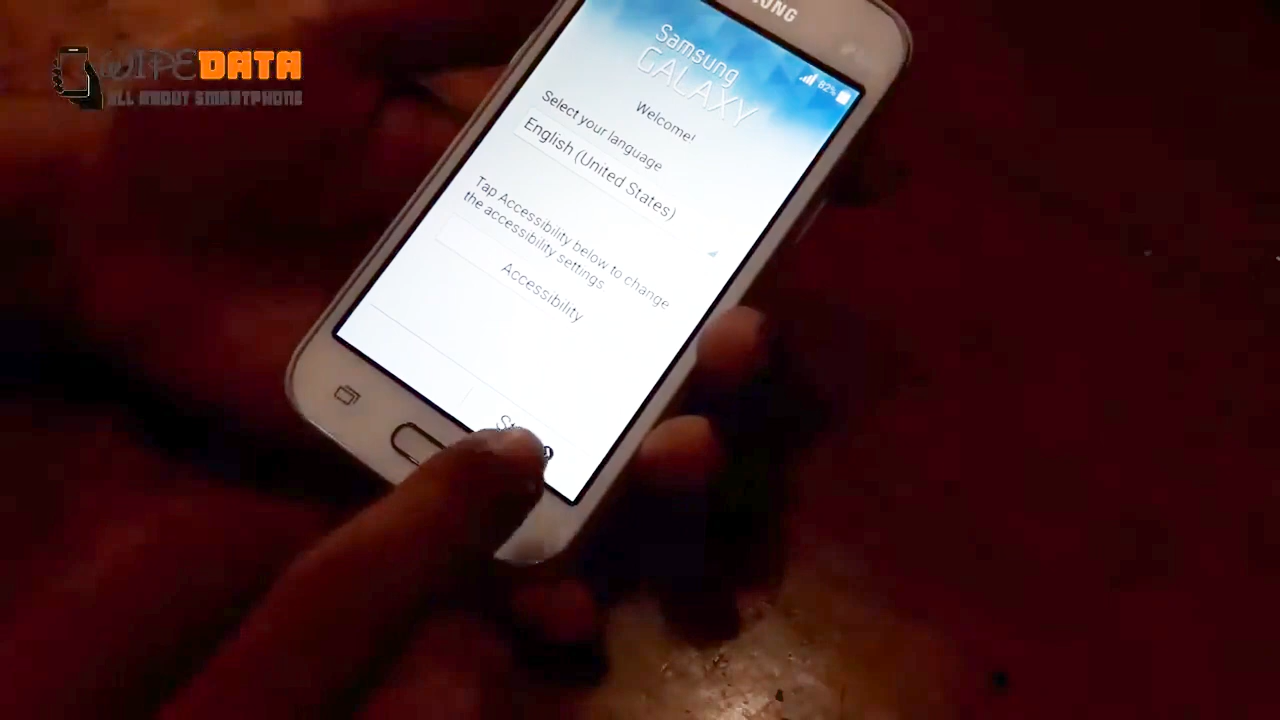 WIPEDATA
ALL ABOUT SMARTPHONE
82%
Samsung
GALAXY
Welcome!
Select your language
English (United States)
Tap Accessibility below to change
the accessibility settings
Accessibility